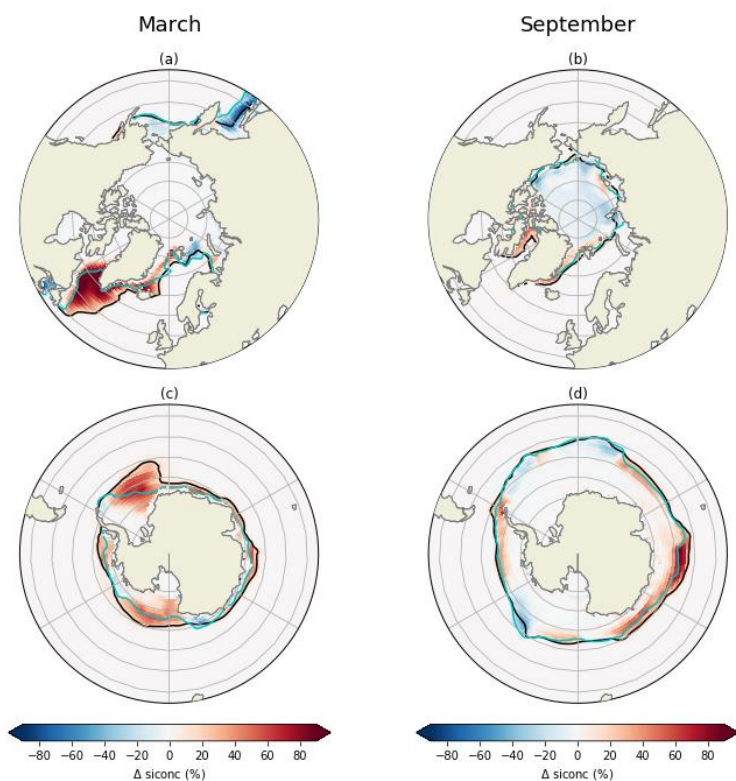 March September
(a) (b)
(c) (d)
−80 −60 −40 −20 0 20 40 60 80 −80 −60 −40 −20 0 20 40 60 80
Δ siconc (%) Δ siconc (%)